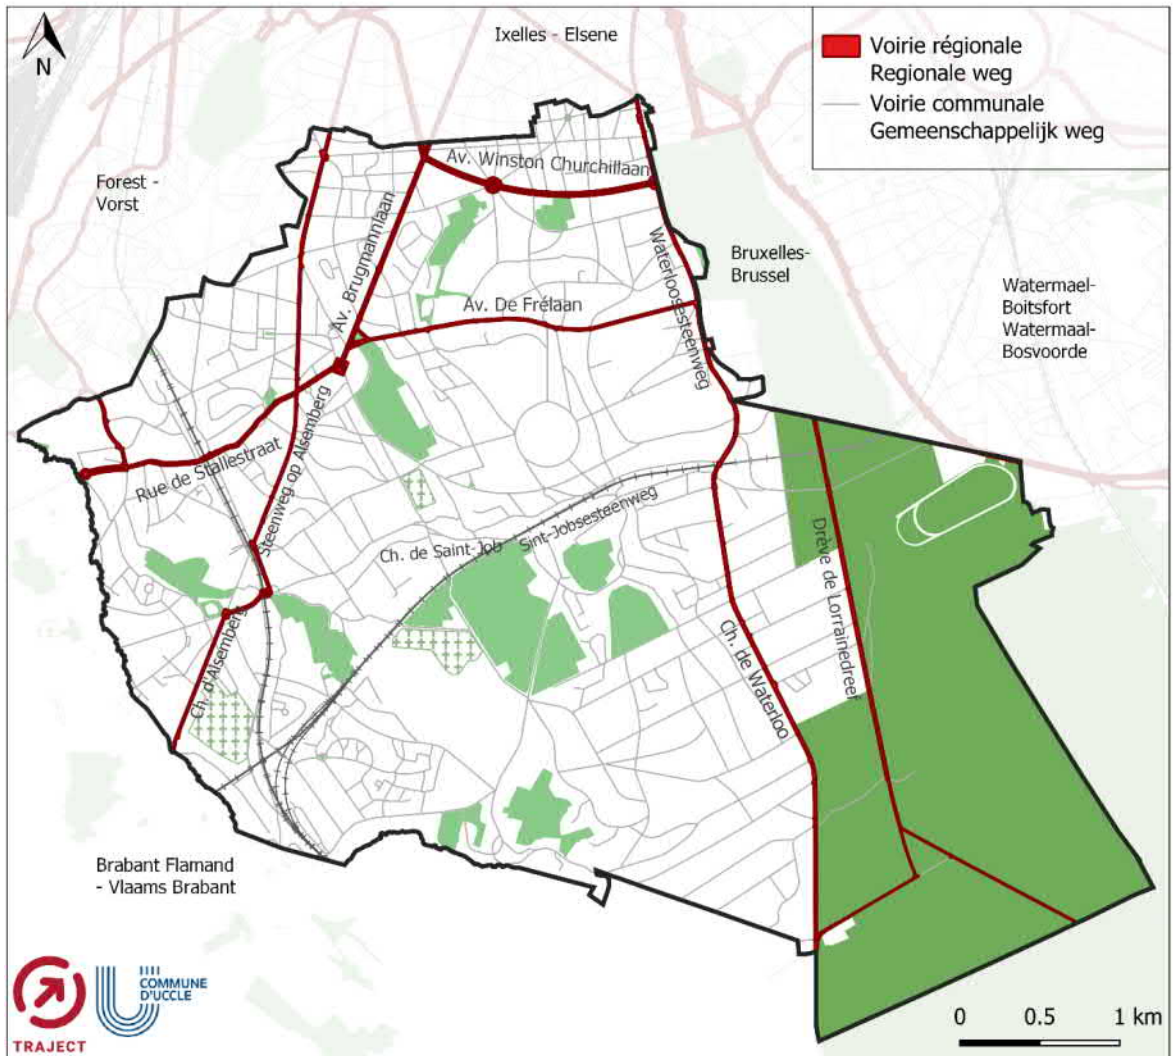 N
Ixelles - Elsene
Voirie régionale
Regionale weg
Voirie communale
Gemeenschappelijk weg
Forest -
Vorst
Av. Winston Churchillaan
Av. Brugmannlaan
Waterloosesteenweg
Bruxelles-
Brussel
Watermael-
Boitsfort
Watermaal-
Bosvoorde
Av. De Frélaan
Rue de Stallestraat
Steenweg op Alsemberg
Ch. de Saint-Job
Sint-Jobsesteenweg
Drève de Lorrainedreef
Ch. d'Alsemberg
Ch. de Waterloo
Brabant Flamand
- Vlaams Brabant
TRAJECT
COMMUNE
D'UCCLE
0 0.5 1 km